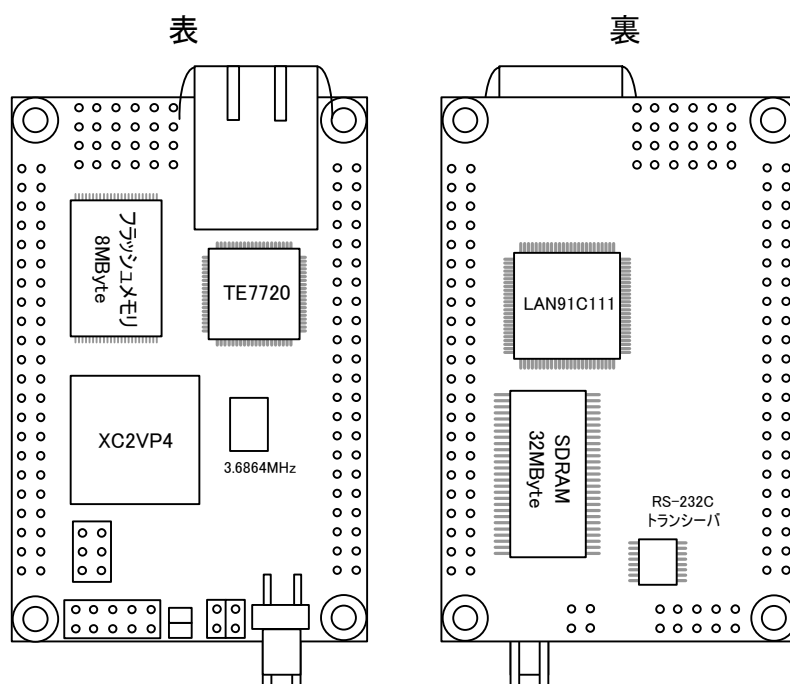 表
裏
フラッシュメモリ
8MByte
TE7720
XC2VP4
3.6864MHz
LAN91C111
SDRAM
32MByte
RS-232C
トランシーバ